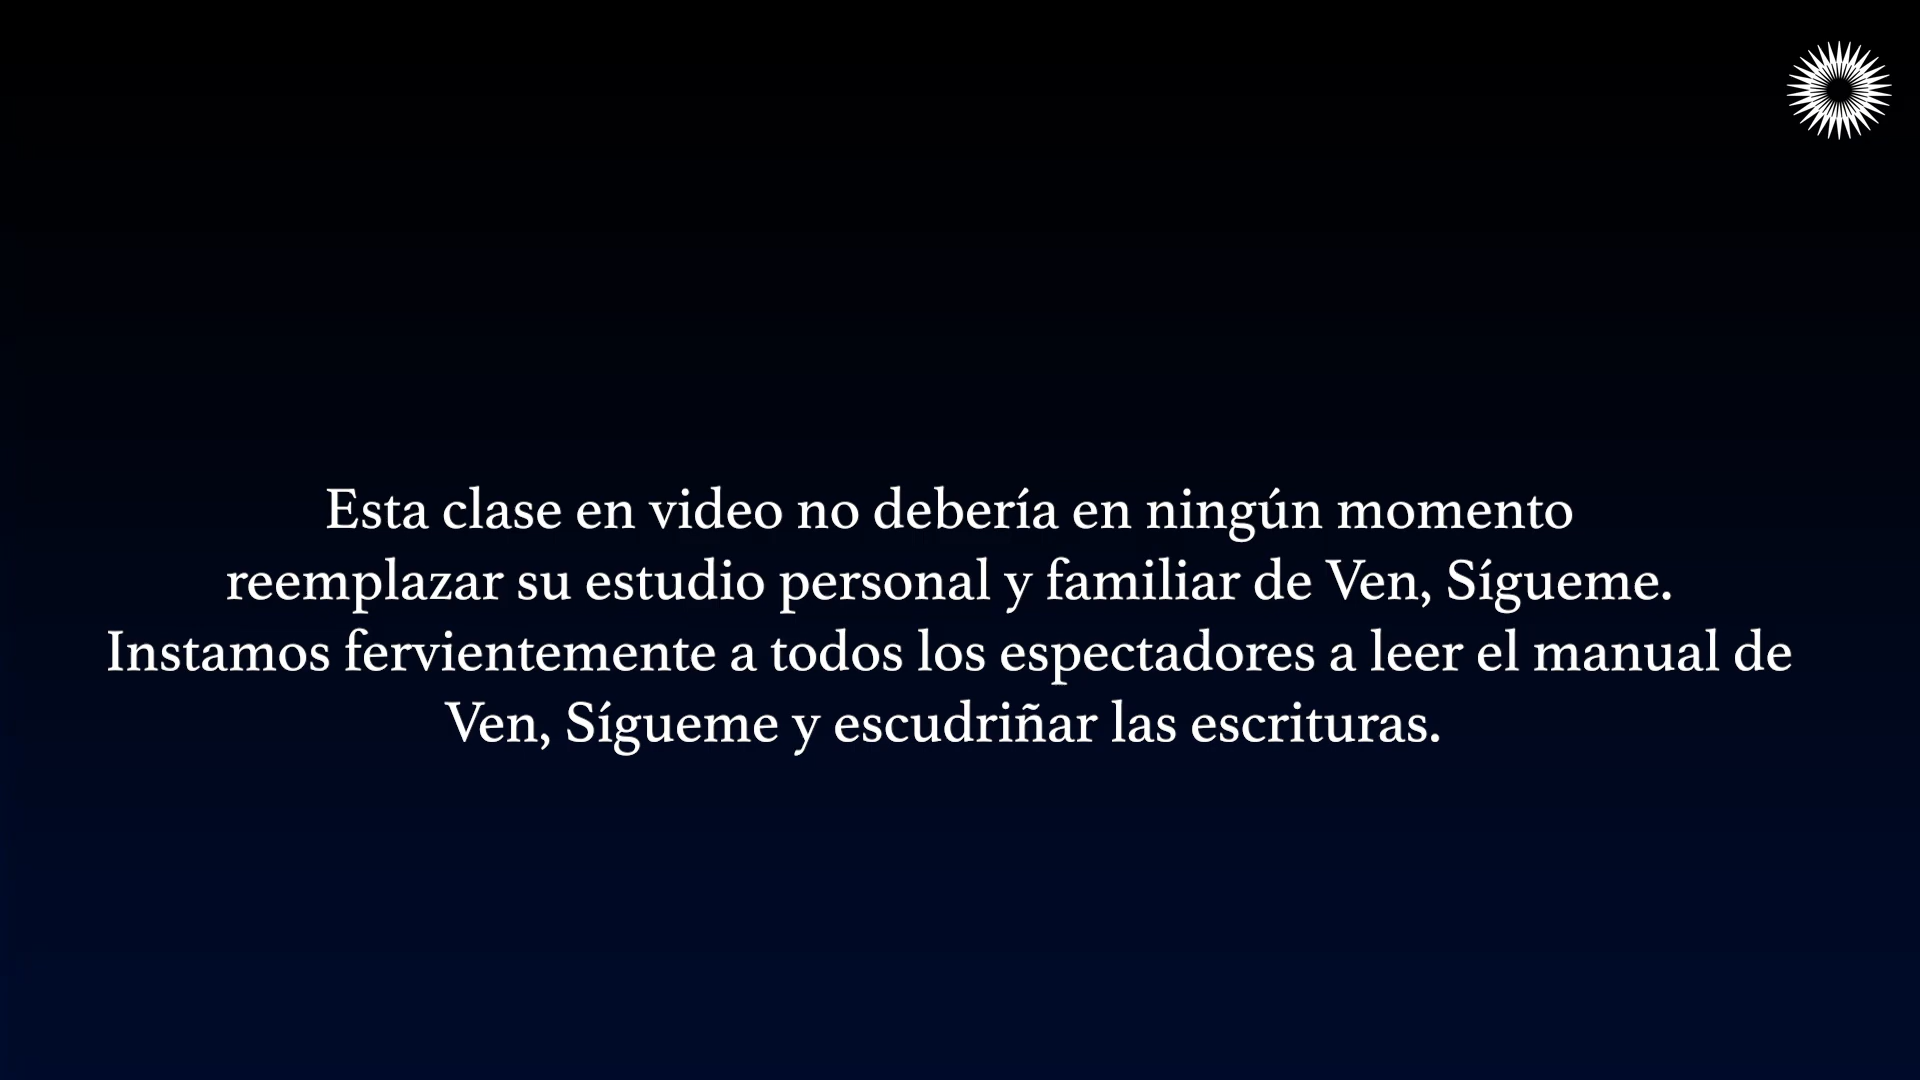 Esta clase en video no debería en ningún momento
reemplazar su estudio personal y familiar de Ven, Sígueme.
Instamos fervientemente a todos los espectadores a leer el manual de
Ven, Sígueme y escudriñar las escrituras.